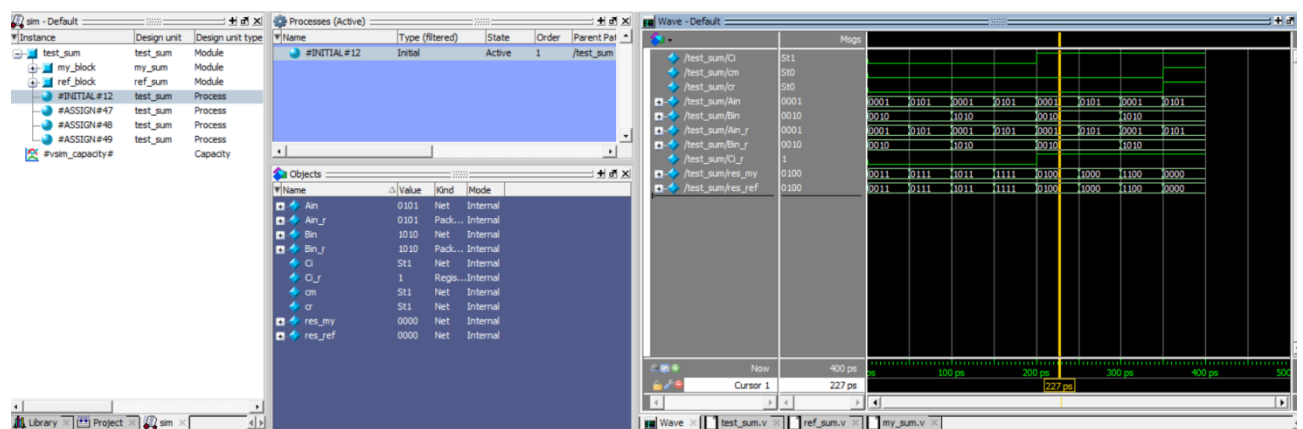 sim - Default
Instance Design unit Design unit type
test_sum test_sum Module
my_block my_sum Module
ref_block ref_sum Module
#INITIAL#12 test_sum Process
#ASSIGN#47 test_sum Process
#ASSIGN#48 test_sum Process
#ASSIGN#49 test_sum Process
#vsim_capacity# Capacity
Library Project sim
Processes (Active)
Name Type (filtered) State Order Parent Pat
#INITIAL#12 Initial Active 1 /test_sum
Objects
Name Value Kind Mode
Ain 0101 Net Internal
Ain_r 0101 Pack... Internal
Bin 1010 Net Internal
Bin_r 1010 Pack... Internal
Ci St1 Net Internal
Ci_r 1 Regis... Internal
cm St1 Net Internal
cr St1 Net Internal
res_my 0000 Net Internal
res_ref 0000 Net Internal
Wave - Default
Msgs
/test_sum/Ci St1
/test_sum/cm St0
/test_sum/cr St0
/test_sum/Ain 0001 0001 0101 0001 0101 0001 0101 0001 0101
/test_sum/Bin 0010 0010 1010 0010 1010
/test_sum/Ain_r 0001 0001 0101 0001 0101 0001 0101 0001 0101
/test_sum/Bin_r 0010 0010 1010 0010 1010
/test_sum/Ci_r 1
/test_sum/res_my 0100 0011 0111 1011 1111 0100 1000 1100 0000
/test_sum/res_ref 0100 0011 0111 1011 1111 0100 1000 1100 0000
Now 400 ps ps 100 ps 200 ps 300 ps 400 ps 500
Cursor 1 227 ps 227 ps
Wave test_sum.v ref_sum.v my_sum.v